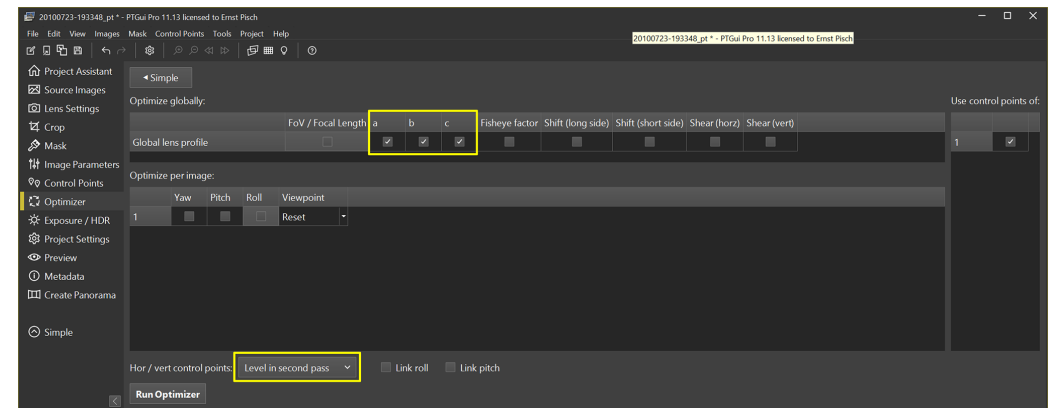 20100723-193348_pt * - PTGui Pro 11.13 licensed to Ernst Pisch
File Edit View Images Mask Control Points Tools Project Help
20100723-193348_pt * - PTGui Pro 11.13 licensed to Ernst Pisch
Project Assistant
Source Images
Lens Settings
Crop
Mask
Image Parameters
Control Points
Optimizer
Exposure / HDR
Project Settings
Preview
Metadata
Create Panorama
Simple
Simple
Optimize globally:
FoV / Focal Length a b c Fisheye factor Shift (long side) Shift (short side) Shear (horz) Shear (vert)
Global lens profile
Optimize per image:
Yaw Pitch Roll Viewpoint
1 Reset
Use control points of:
1
Hor / vert control points: Level in second pass Link roll Link pitch
Run Optimizer